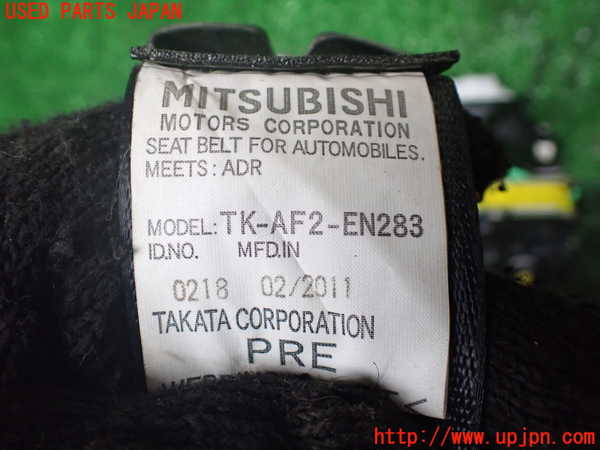 USED PARTS JAPAN
MITSUBISHI
MOTORS CORPORATION
SEAT BELT FOR AUTOMOBILES.
MEETS: ADR
MODEL: TK-AF2-EN283
ID.NO. MFD.IN
0218 02/2011
TAKATA CORPORATION
PRE
http://www.upjpn.com/